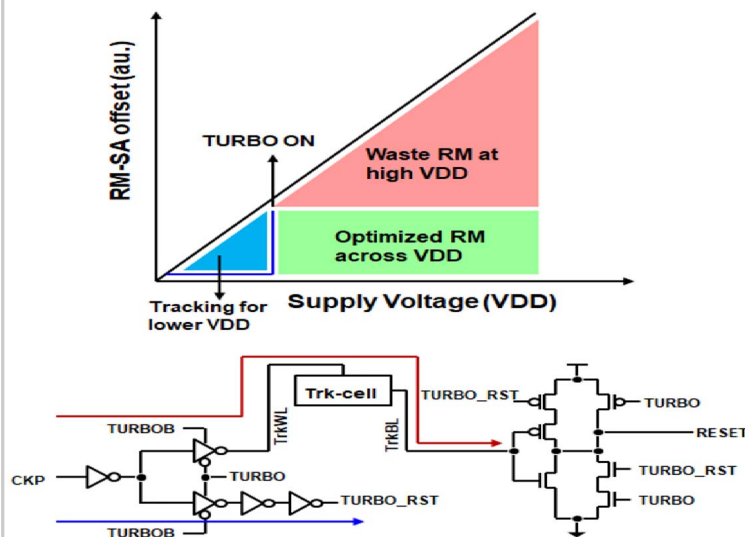 RM-SA offset (au.)
TURBO ON
Waste RM at
high VDD
Optimized RM
across VDD
Tracking for
lower VDD
Supply Voltage (VDD)
TURBOB
CKP
TURBO
TURBO_RST
TURBOB
TrkWL
Trk-cell
TrkBL
TURBO_RST
TURBO
RESET
TURBO_RST
TURBO